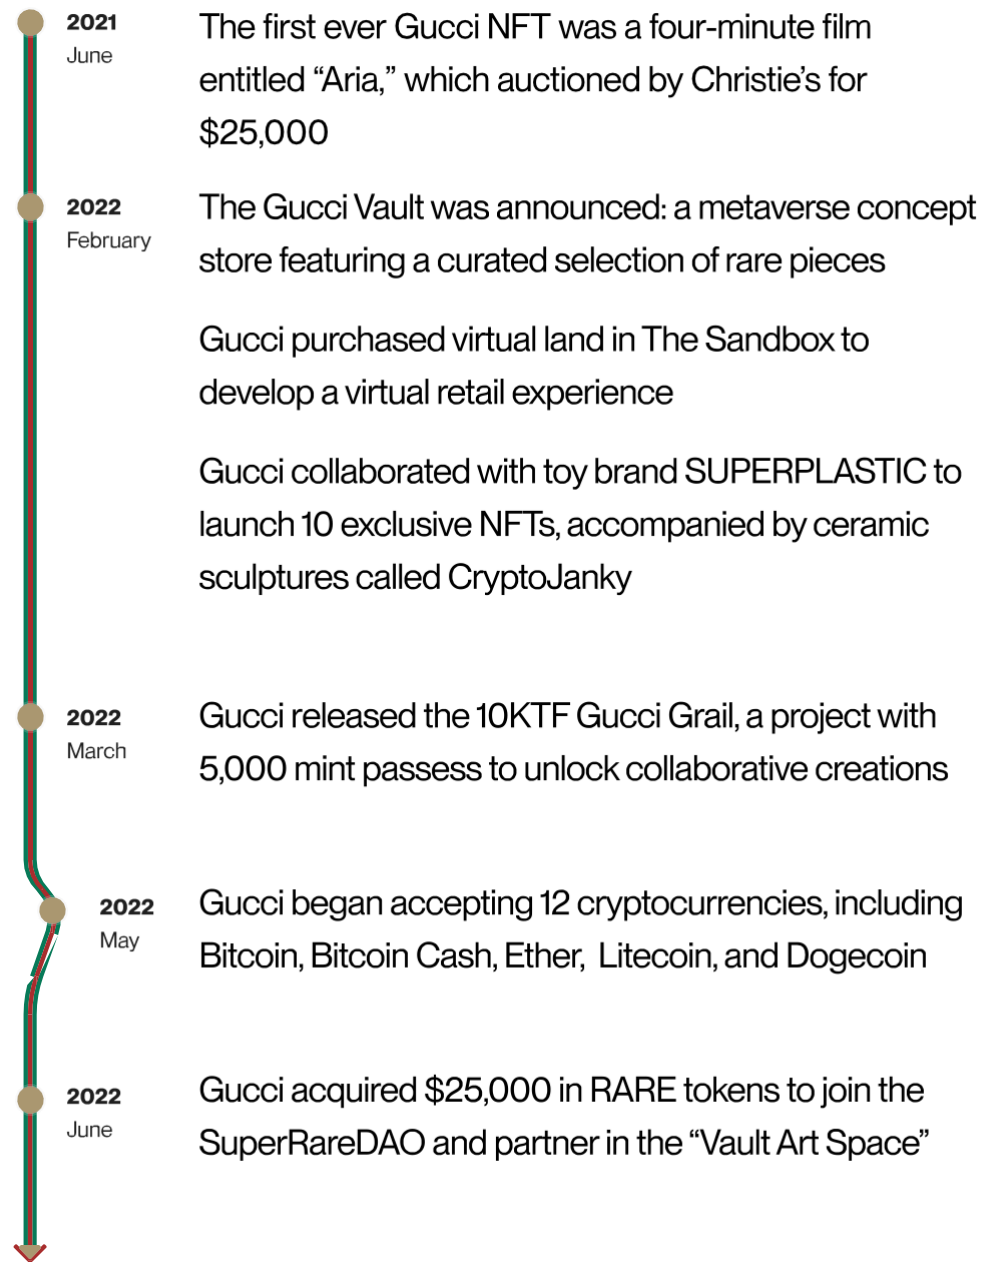 2021
June
The first ever Gucci NFT was a four-minute film
entitled “Aria,” which auctioned by Christie’s for
$25,000
2022
February
The Gucci Vault was announced: a metaverse concept
store featuring a curated selection of rare pieces
Gucci purchased virtual land in The Sandbox to
develop a virtual retail experience
Gucci collaborated with toy brand SUPERPLASTIC to
launch 10 exclusive NFTs, accompanied by ceramic
sculptures called CryptoJanky
2022
March
Gucci released the 10KTF Gucci Grail, a project with
5,000 mint passess to unlock collaborative creations
2022
May
Gucci began accepting 12 cryptocurrencies, including
Bitcoin, Bitcoin Cash, Ether,  Litecoin, and Dogecoin
2022
June
Gucci acquired $25,000 in RARE tokens to join the
SuperRareDAO and partner in the “Vault Art Space”